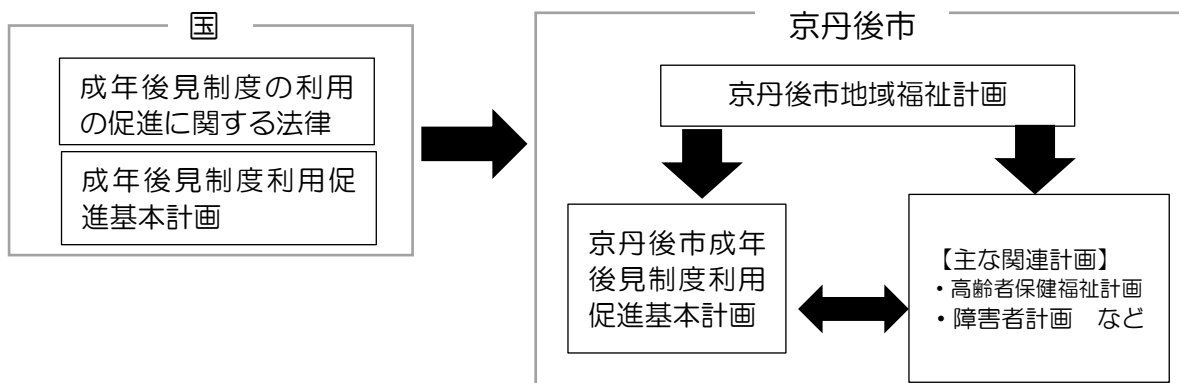 国
成年後見制度の利用
の促進に関する法律
成年後見制度利用促
進基本計画
京丹後市
京丹後市地域福祉計画
京丹後市成年
後見制度利用
促進基本計画
【主な関連計画】
・高齢者保健福祉計画
・障害者計画　など